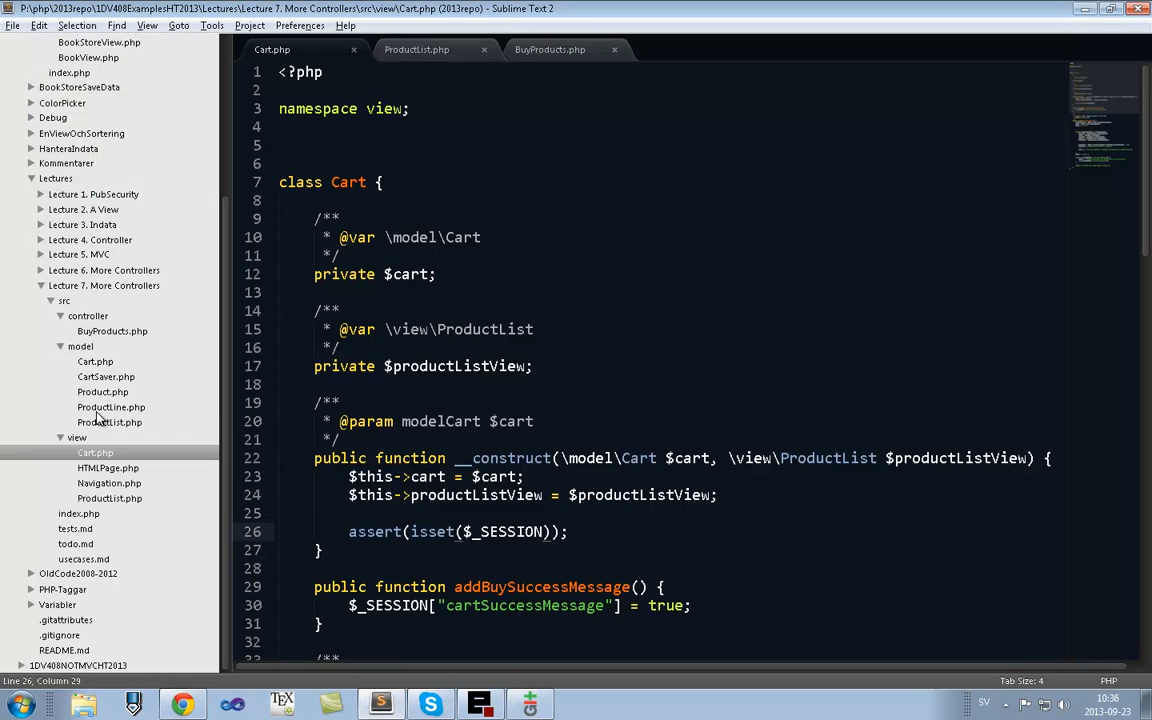 P:\php\2013repo\1DV408ExamplesHT2013\Lectures\Lecture 7. More Controllers\src\view\Cart.php (2013repo) - Sublime Text 2
File Edit Selection Find View Goto Tools Project Preferences Help
BookStoreView.php
BookView.php
index.php
BookStoreSaveData
ColorPicker
Debug
EnViewOchSortering
HanteraIndata
Kommentarer
Lectures
Lecture 1. PubSecurity
Lecture 2. A View
Lecture 3. Indata
Lecture 4. Controller
Lecture 5. MVC
Lecture 6. More Controllers
Lecture 7. More Controllers
src
controller
BuyProducts.php
model
Cart.php
CartSaver.php
Product.php
ProductLine.php
ProductList.php
view
Cart.php
HTMLPage.php
Navigation.php
ProductList.php
index.php
tests.md
todo.md
usecases.md
OldCode2008-2012
PHP-Taggar
Variabler
.gitattributes
.gitignore
README.md
1DV408NOTMVCHT2013
Cart.php ProductList.php BuyProducts.php
1 <?php
2
3 namespace view;
4
5
6
7 class Cart {
8
9 /**
10 * @var \model\Cart
11 */
12 private $cart;
13
14 /**
15 * @var \view\ProductList
16 */
17 private $productListView;
18
19 /**
20 * @param modelCart $cart
21 */
22 public function __construct(\model\Cart $cart, \view\ProductList $productListView) {
23 $this->cart = $cart;
24 $this->productListView = $productListView;
25
26 assert(isset($_SESSION));
27 }
28
29 public function addBuySuccessMessage() {
30 $_SESSION["cartSuccessMessage"] = true;
31 }
32
33 /**
Line 26, Column 29 Tab Size: 4 PHP
SV 10:36
2013-09-23